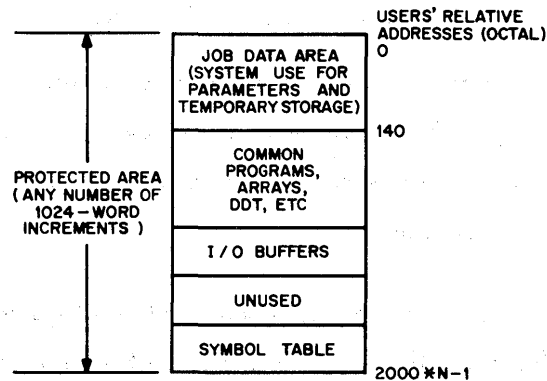 USERS' RELATIVE
ADDRESSES (OCTAL)
0
JOB DATA AREA
(SYSTEM USE FOR
PARAMETERS AND
TEMPORARY STORAGE)
140
COMMON
PROGRAMS,
ARRAYS,
DDT, ETC
PROTECTED AREA
(ANY NUMBER OF
1024-WORD
INCREMENTS)
I/O BUFFERS
UNUSED
SYMBOL TABLE
2000*N-1